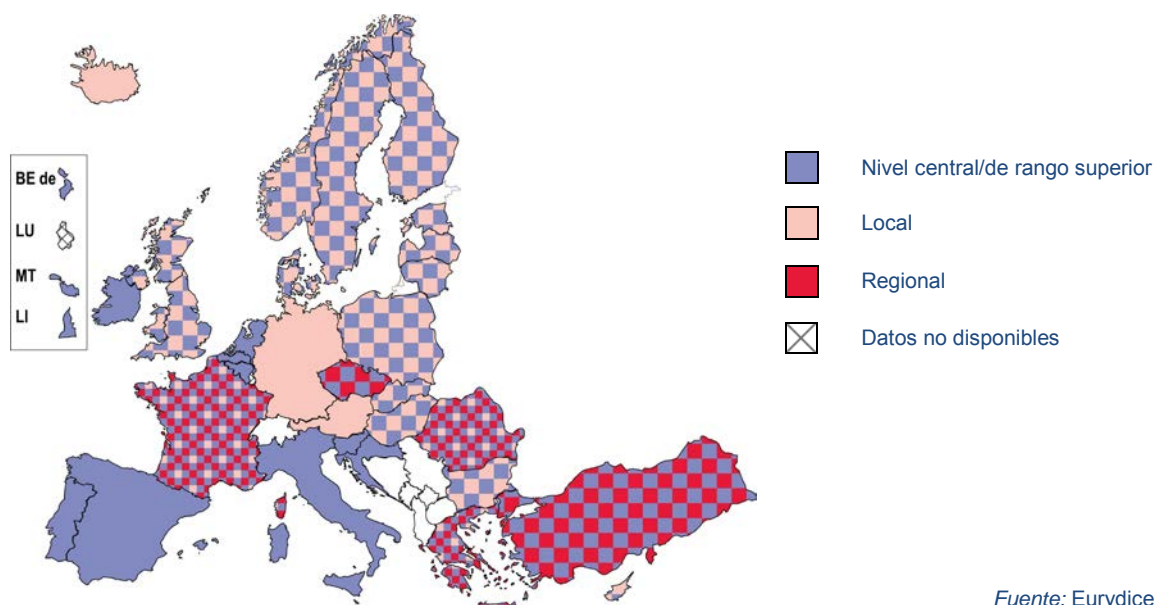 BE de
LU
MT
LI
Nivel central/de rango superior
Local
Regional
Datos no disponibles
Fuente: Eurydice